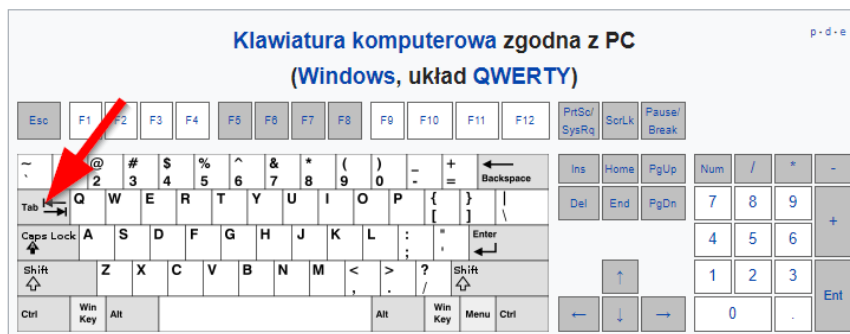 Klawiatura komputerowa zgodna z PC
p · d · e
(Windows, układ QWERTY)
Esc F1 F2 F3 F4 F5 F6 F7 F8 F9 F10 F11 F12 PrtSc/ SysRq ScrLk Pause/ Break
~ @ # $ % ^ & * ( ) _ +
` 2 3 4 5 6 7 8 9 0 - = Backspace
Ins Home PgUp Num / * -
Tab Q W E R T Y U I O P { } |
[ ] \
Del End PgDn 7 8 9 +
Caps Lock A S D F G H J K L : " Enter
; '
4 5 6
Shift Z X C V B N M < > ? Shift
, . /
↑ 1 2 3 Ent
Ctrl Win Key Alt Alt Win Key Menu Ctrl
← ↓ → 0 .